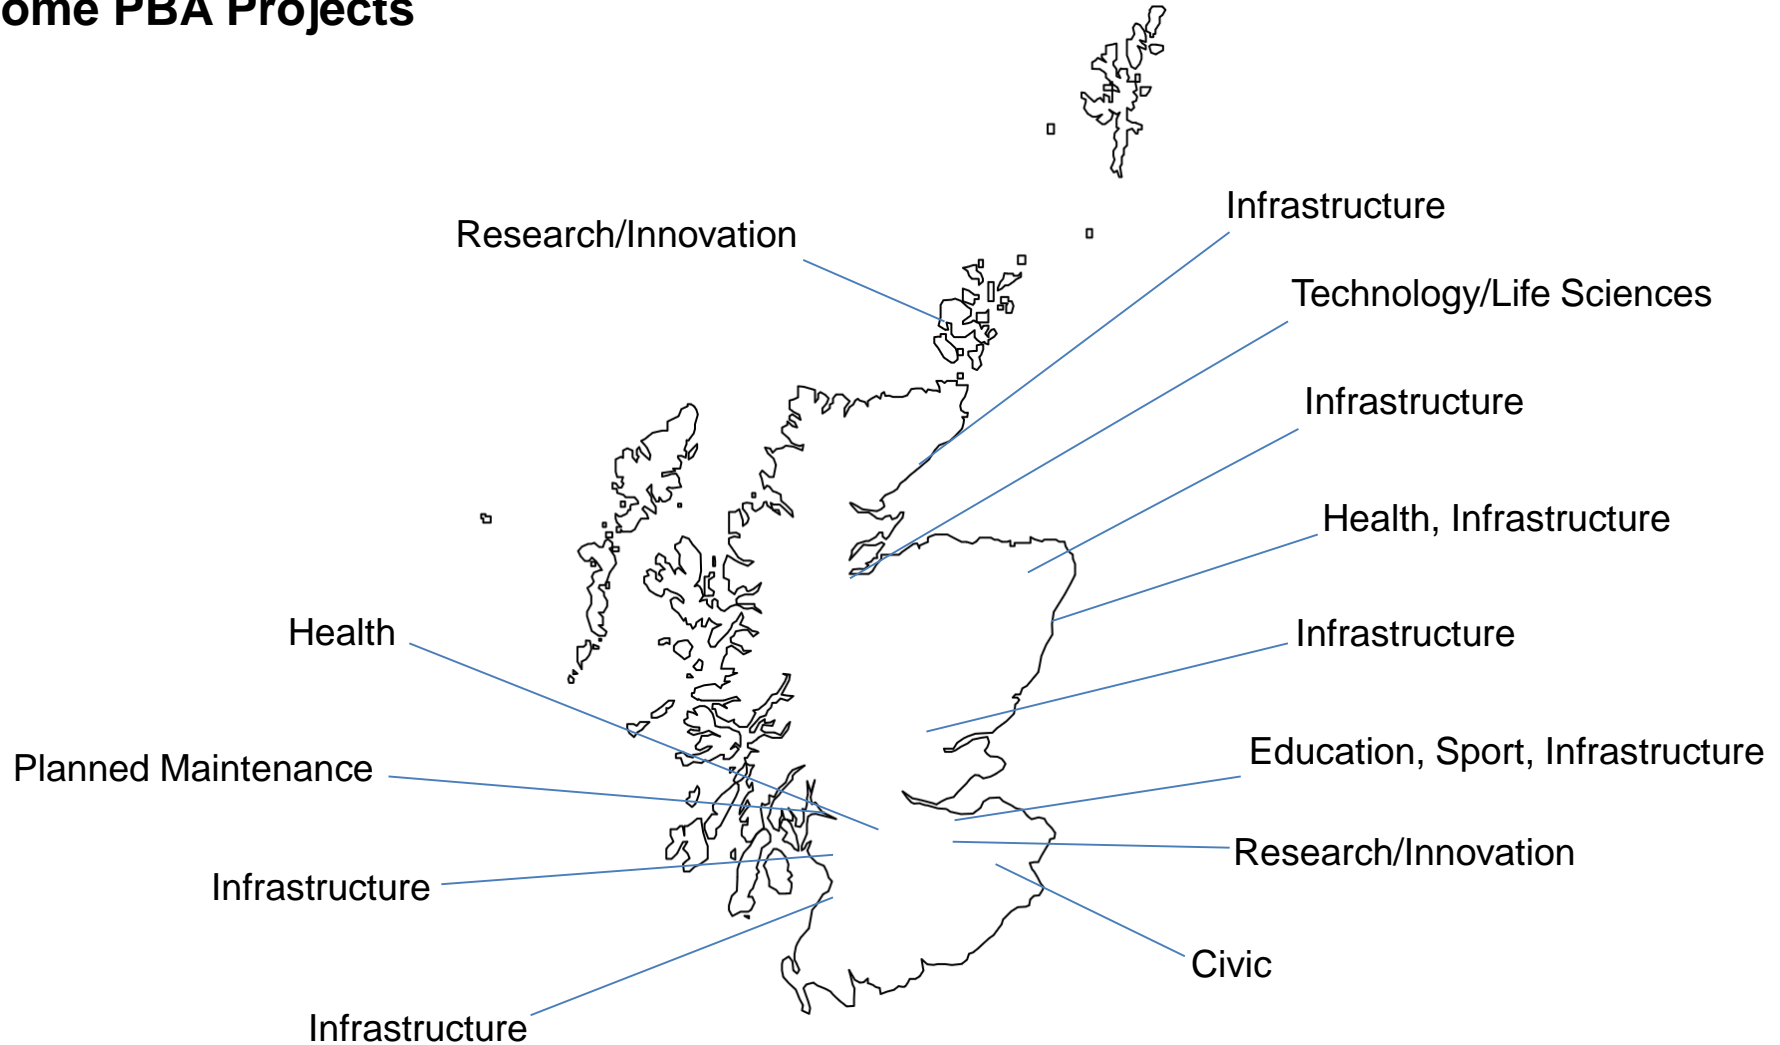 ome PBA Projects
Infrastructure
Research/Innovation
Technology/Life Sciences
Infrastructure
Health, Infrastructure
Health
Infrastructure
Education, Sport, Infrastructure
Planned Maintenance
Research/Innovation
Infrastructure
Civic
Infrastructure